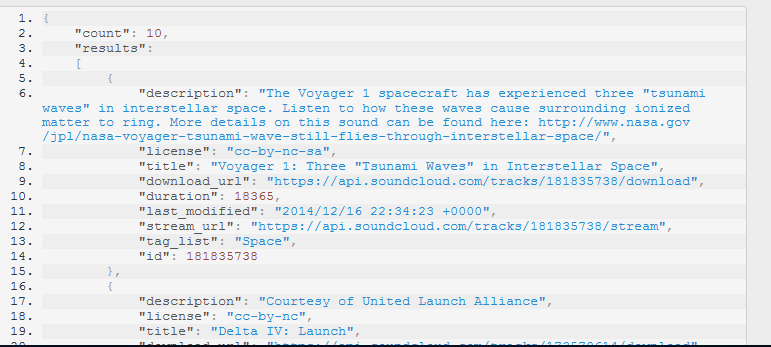 1. {
2. "count": 10,
3. "results":
4. [
5. {
6. "description": "The Voyager 1 spacecraft has experienced three "tsunami
waves" in interstellar space. Listen to how these waves cause surrounding ionized
matter to ring. More details on this sound can be found here: http://www.nasa.gov
/jpl/nasa-voyager-tsunami-wave-still-flies-through-interstellar-space/",
7. "license": "cc-by-nc-sa",
8. "title": "Voyager 1: Three "Tsunami Waves" in Interstellar Space",
9. "download_url": "https://api.soundcloud.com/tracks/181835738/download",
10. "duration": 18365,
11. "last_modified": "2014/12/16 22:34:23 +0000",
12. "stream_url": "https://api.soundcloud.com/tracks/181835738/stream",
13. "tag_list": "Space",
14. "id": 181835738
15. },
16. {
17. "description": "Courtesy of United Launch Alliance",
18. "license": "cc-by-nc",
19. "title": "Delta IV: Launch",